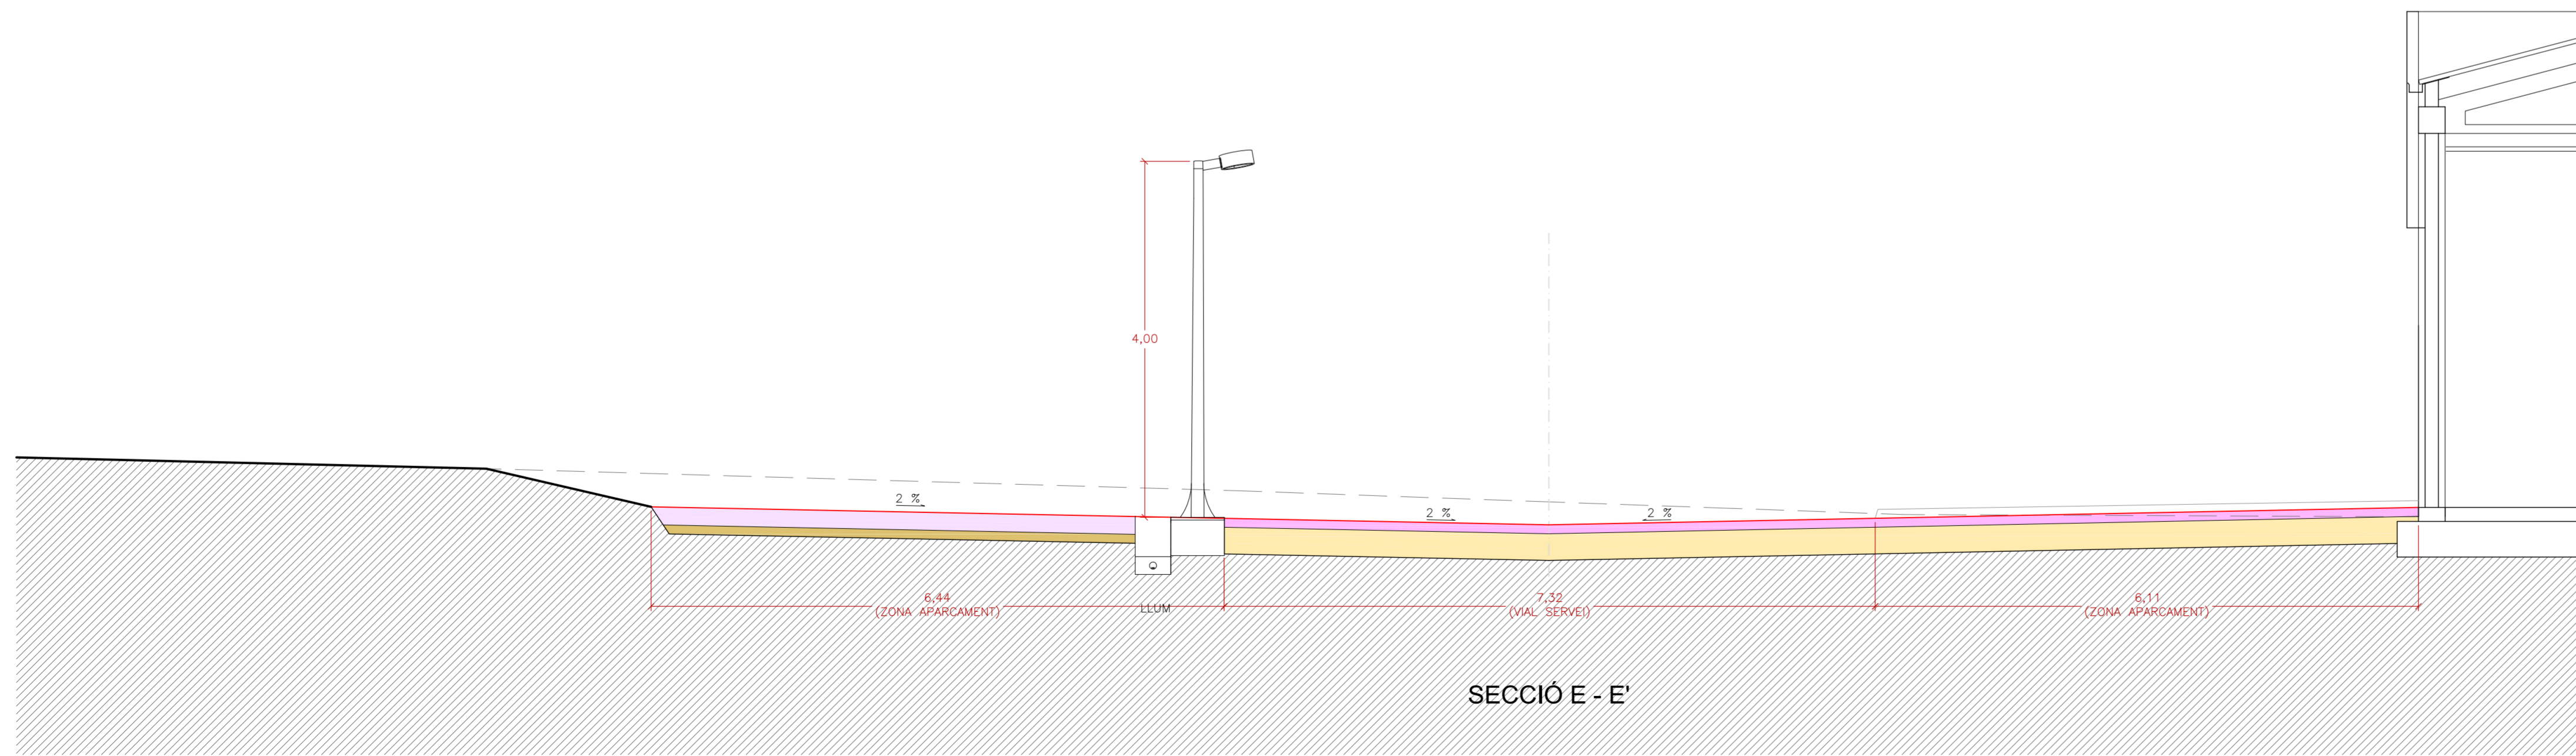 4,00
2 %
2 %
2 %
6,44
(ZONA APARCAMENT)
LLUM
7,32
(VIAL SERVEI)
6,11
(ZONA APARCAMENT)
SECCIÓ E - E'